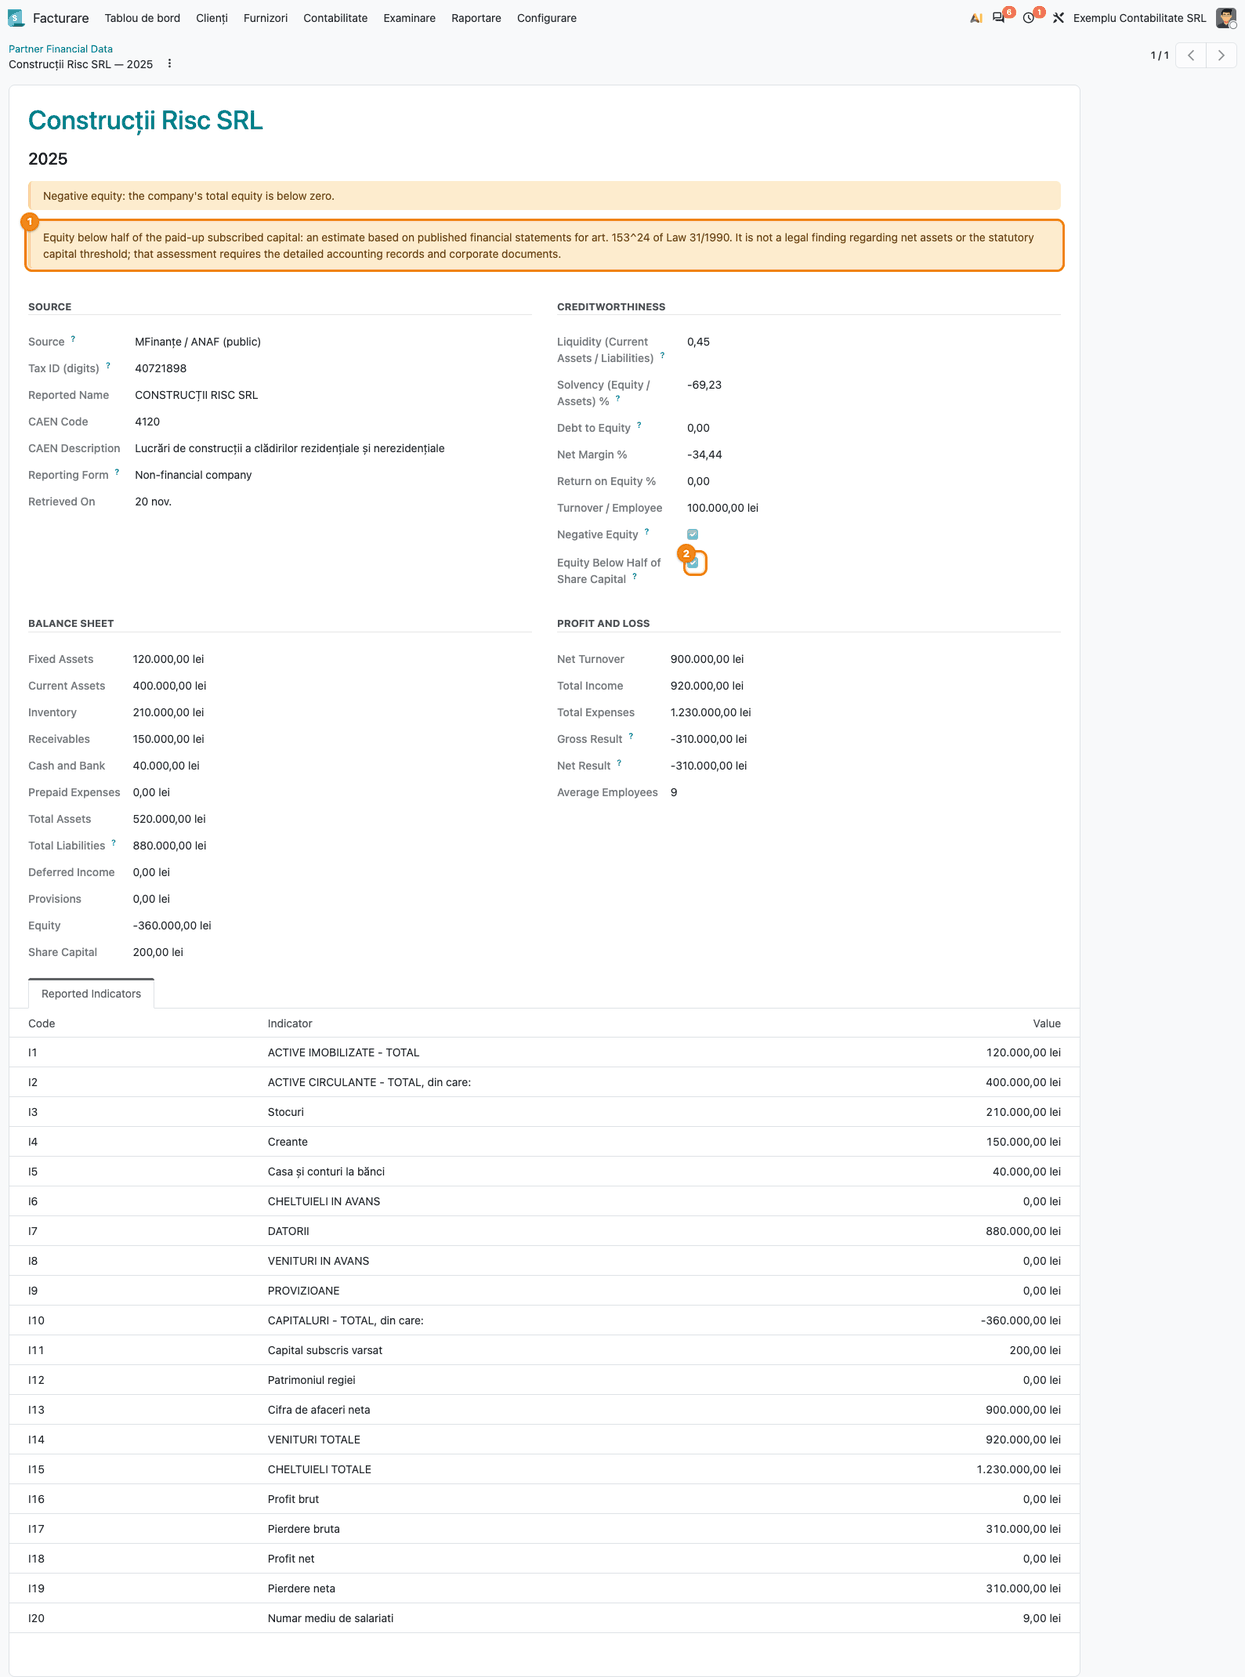 Facturare Tablou de bord Clienți Furnizori Contabilitate Examinare Raportare Configurare 6 1 Exemplu Contabilitate SRL
Partner Financial Data
Construcții Risc SRL — 2025
1 / 1
Construcții Risc SRL
2025
Negative equity: the company's total equity is below zero.
1
Equity below half of the paid-up subscribed capital: an estimate based on published financial statements for art. 153^24 of Law 31/1990. It is not a legal finding regarding net assets or the statutory
capital threshold; that assessment requires the detailed accounting records and corporate documents.
SOURCE
Source ? MFinanțe / ANAF (public)
Tax ID (digits) ? 40721898
Reported Name CONSTRUCȚII RISC SRL
CAEN Code 4120
CAEN Description Lucrări de construcții a clădirilor rezidențiale și nerezidențiale
Reporting Form ? Non-financial company
Retrieved On 20 nov.
CREDITWORTHINESS
Liquidity (Current
Assets / Liabilities) ? 0,45
Solvency (Equity /
Assets) % ? -69,23
Debt to Equity ? 0,00
Net Margin % -34,44
Return on Equity % 0,00
Turnover / Employee 100.000,00 lei
Negative Equity ?
Equity Below Half of
Share Capital ? 2
BALANCE SHEET
Fixed Assets 120.000,00 lei
Current Assets 400.000,00 lei
Inventory 210.000,00 lei
Receivables 150.000,00 lei
Cash and Bank 40.000,00 lei
Prepaid Expenses 0,00 lei
Total Assets 520.000,00 lei
Total Liabilities ? 880.000,00 lei
Deferred Income 0,00 lei
Provisions 0,00 lei
Equity -360.000,00 lei
Share Capital 200,00 lei
PROFIT AND LOSS
Net Turnover 900.000,00 lei
Total Income 920.000,00 lei
Total Expenses 1.230.000,00 lei
Gross Result ? -310.000,00 lei
Net Result ? -310.000,00 lei
Average Employees 9
Reported Indicators
Code Indicator Value
I1 ACTIVE IMOBILIZATE - TOTAL 120.000,00 lei
I2 ACTIVE CIRCULANTE - TOTAL, din care: 400.000,00 lei
I3 Stocuri 210.000,00 lei
I4 Creante 150.000,00 lei
I5 Casa și conturi la bănci 40.000,00 lei
I6 CHELTUIELI IN AVANS 0,00 lei
I7 DATORII 880.000,00 lei
I8 VENITURI IN AVANS 0,00 lei
I9 PROVIZIOANE 0,00 lei
I10 CAPITALURI - TOTAL, din care: -360.000,00 lei
I11 Capital subscris varsat 200,00 lei
I12 Patrimoniul regiei 0,00 lei
I13 Cifra de afaceri neta 900.000,00 lei
I14 VENITURI TOTALE 920.000,00 lei
I15 CHELTUIELI TOTALE 1.230.000,00 lei
I16 Profit brut 0,00 lei
I17 Pierdere bruta 310.000,00 lei
I18 Profit net 0,00 lei
I19 Pierdere neta 310.000,00 lei
I20 Numar mediu de salariati 9,00 lei